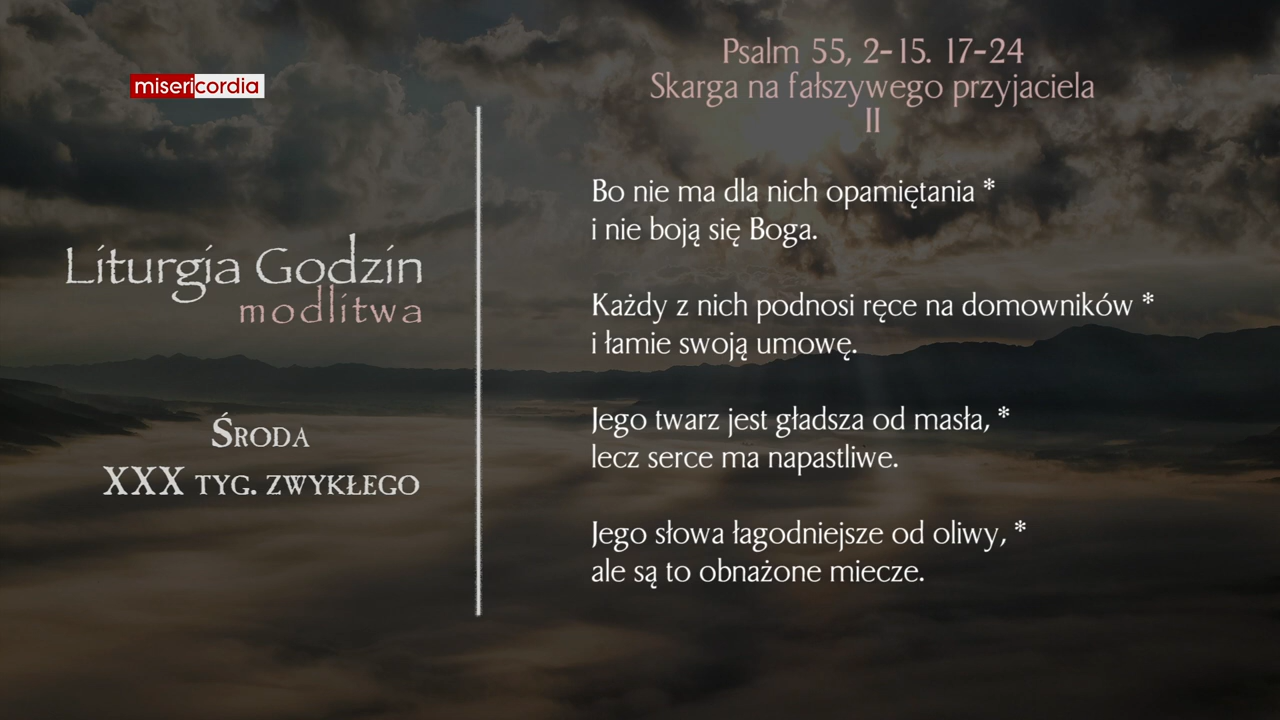 misericordia
Liturgia Godzin
modlitwa
Środa
XXX tyg. zwykłego
Psalm 55, 2-15. 17-24
Skarga na fałszywego przyjaciela
II
Bo nie ma dla nich opamiętania *
i nie boją się Boga.
Każdy z nich podnosi ręce na domowników *
i łamie swoją umowę.
Jego twarz jest gładsza od masła, *
lecz serce ma napastliwe.
Jego słowa łagodniejsze od oliwy, *
ale są to obnażone miecze.